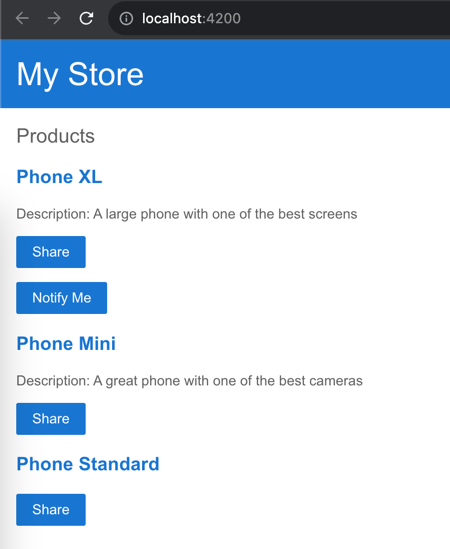 localhost:4200
My Store
Products
Phone XL
Description: A large phone with one of the best screens
Share
Notify Me
Phone Mini
Description: A great phone with one of the best cameras
Share
Phone Standard
Share